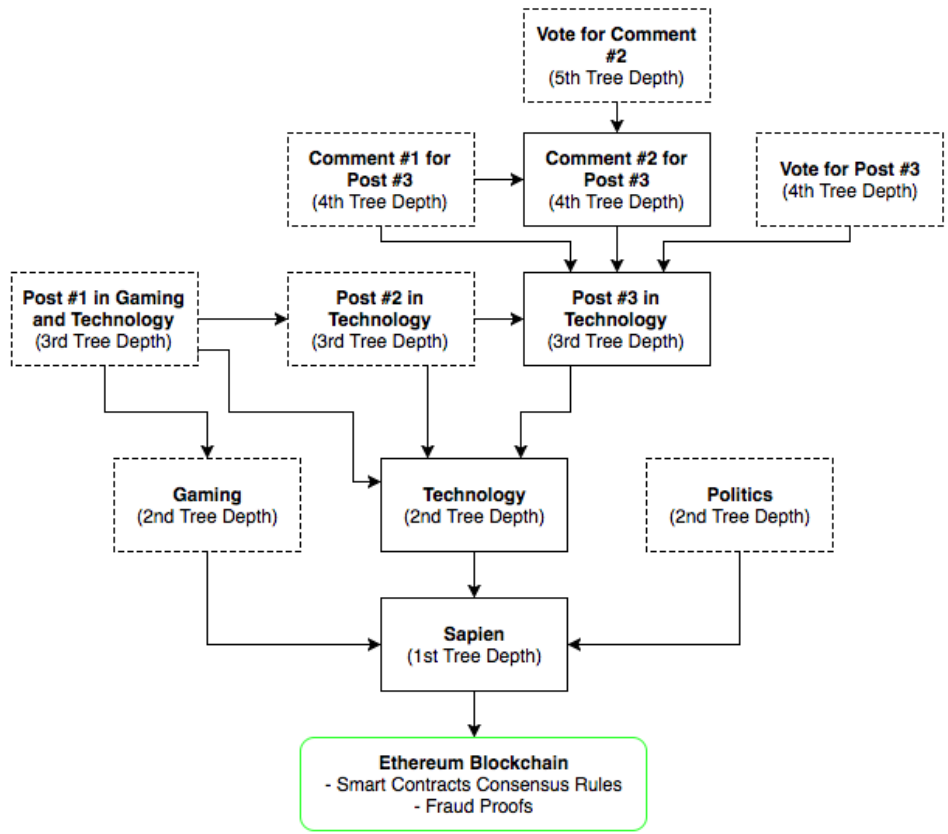 Vote for Comment
#2
(5th Tree Depth)
Comment #1 for
Post #3
(4th Tree Depth)
Comment #2 for
Post #3
(4th Tree Depth)
Vote for Post #3
(4th Tree Depth)
Post #1 in Gaming
and Technology
(3rd Tree Depth)
Post #2 in
Technology
(3rd Tree Depth)
Post #3 in
Technology
(3rd Tree Depth)
Gaming
(2nd Tree Depth)
Technology
(2nd Tree Depth)
Politics
(2nd Tree Depth)
Sapien
(1st Tree Depth)
Ethereum Blockchain
- Smart Contracts Consensus Rules
- Fraud Proofs